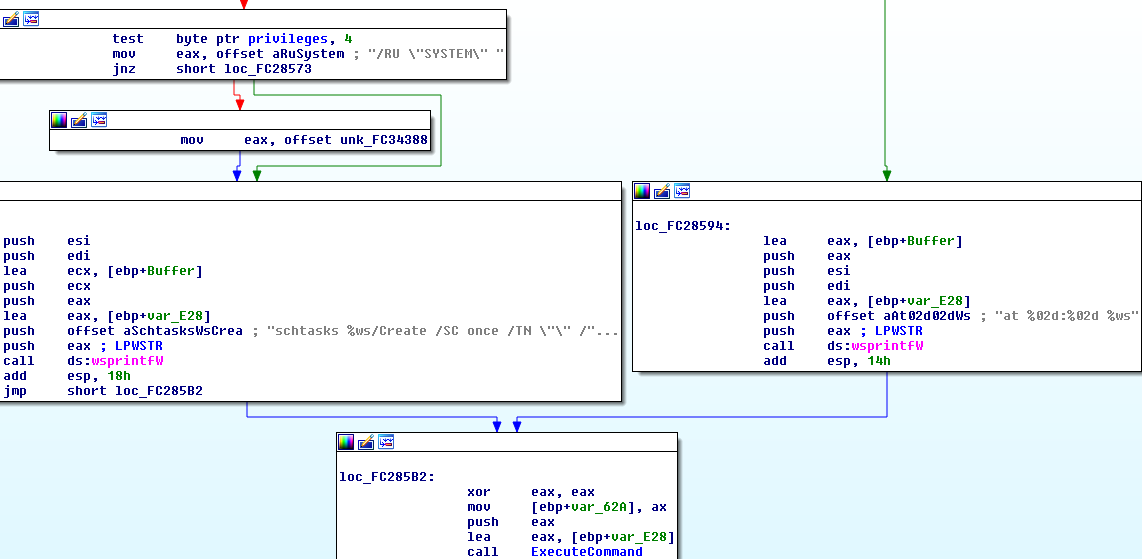 test byte ptr privileges, 4
mov eax, offset aRuSystem ; "/RU \"SYSTEM\" "
jnz short loc_FC28573
mov eax, offset unk_FC34388
push esi
push edi
lea ecx, [ebp+Buffer]
push ecx
push eax
lea eax, [ebp+var_E28]
push offset aSchtasksWsCrea ; "schtasks %ws/Create /SC once /TN \"\" /"...
push eax ; LPWSTR
call ds:wsprintfW
add esp, 18h
jmp short loc_FC285B2
loc_FC28594:
lea eax, [ebp+Buffer]
push eax
push esi
push edi
lea eax, [ebp+var_E28]
push offset aAt02d02dWs ; "at %02d:%02d %ws"
push eax ; LPWSTR
call ds:wsprintfW
add esp, 14h
loc_FC285B2:
xor eax, eax
mov [ebp+var_62A], ax
push eax
lea eax, [ebp+var_E28]
call ExecuteCommand